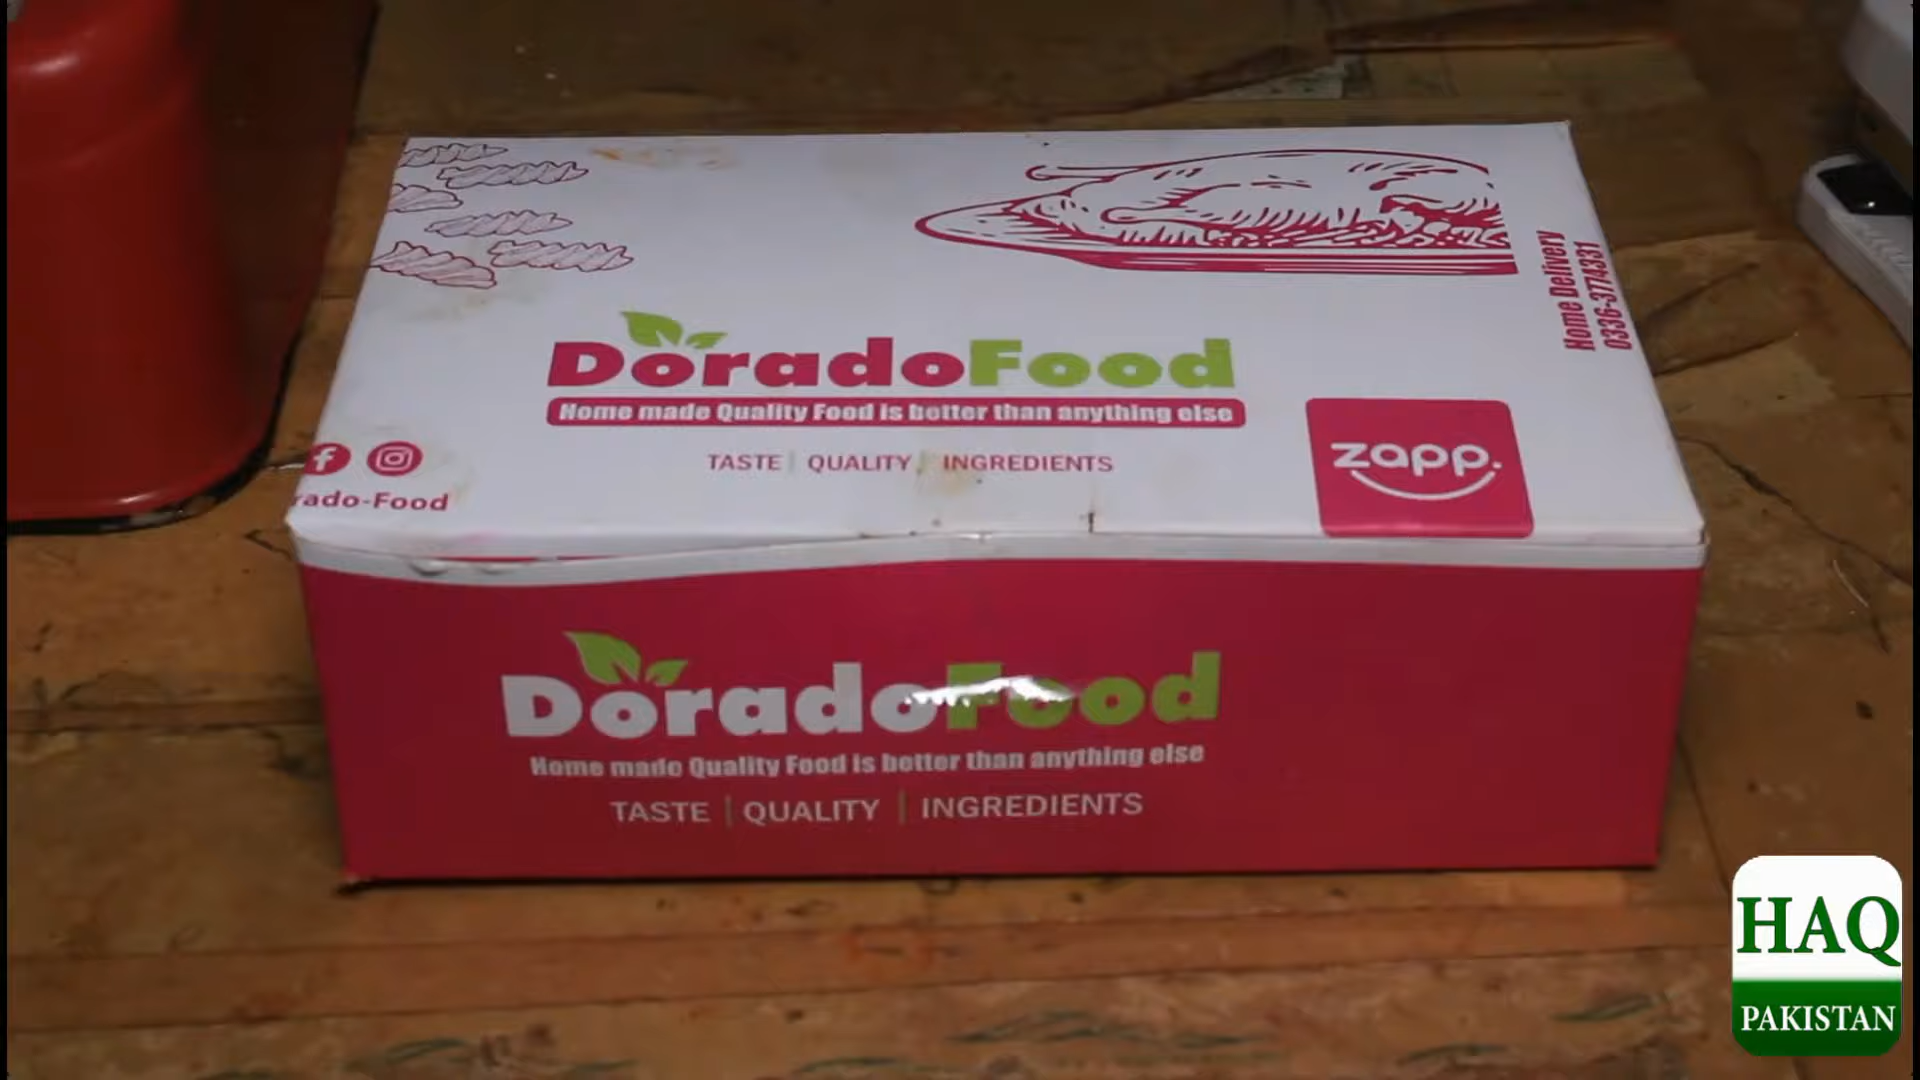 Home Delivery
0336-3774331
DoradoFood
Home made Quality Food is better than anything else
TASTE | QUALITY | INGREDIENTS
zapp.
rado-Food
DoradoFood
Home made Quality Food is better than anything else
TASTE | QUALITY | INGREDIENTS
HAQ
PAKISTAN